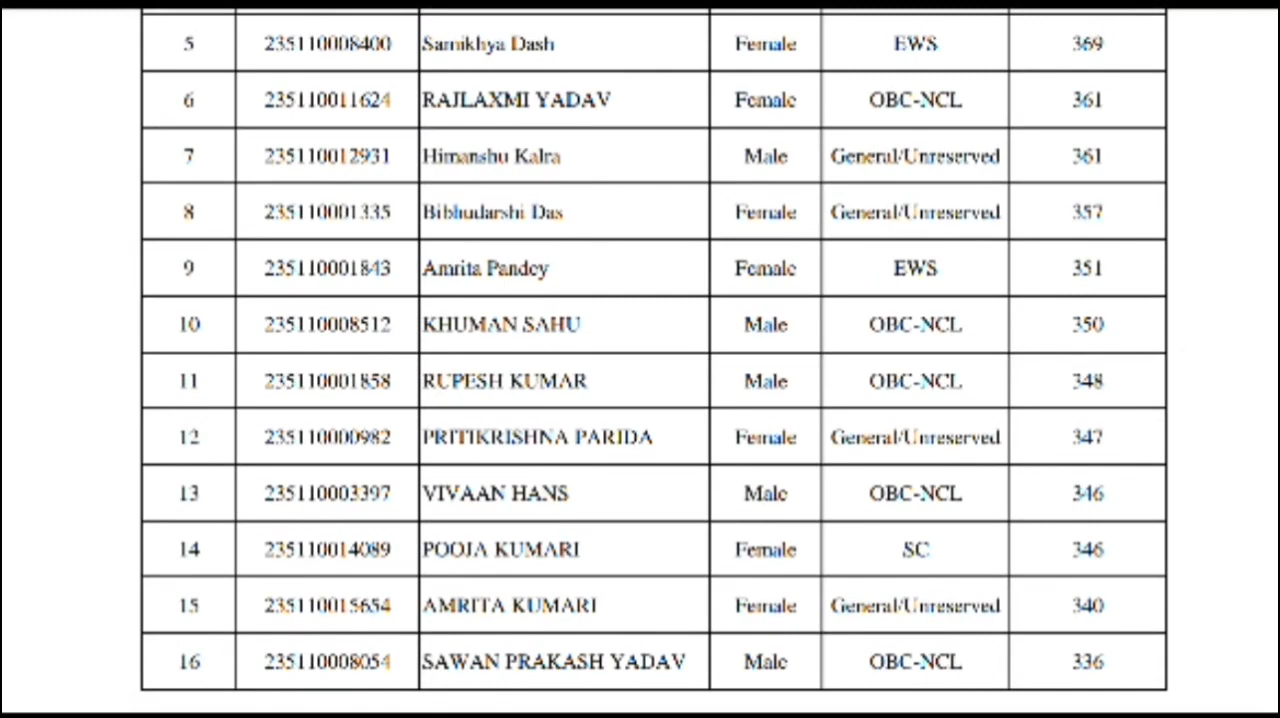 5 235110008400 Samikhya Dash Female EWS 369
6 235110011624 RAJLAXMI YADAV Female OBC-NCL 361
7 235110012931 Himanshu Kalra Male General/Unreserved 361
8 235110001335 Bibhudarshi Das Female General/Unreserved 357
9 235110001843 Amrita Pandey Female EWS 351
10 235110008512 KHUMAN SAHU Male OBC-NCL 350
11 235110001858 RUPESH KUMAR Male OBC-NCL 348
12 235110000982 PRITIKRISHNA PARIDA Female General/Unreserved 347
13 235110003397 VIVAAN HANS Male OBC-NCL 346
14 235110014089 POOJA KUMARI Female SC 346
15 235110015654 AMRITA KUMARI Female General/Unreserved 340
16 235110008054 SAWAN PRAKASH YADAV Male OBC-NCL 336